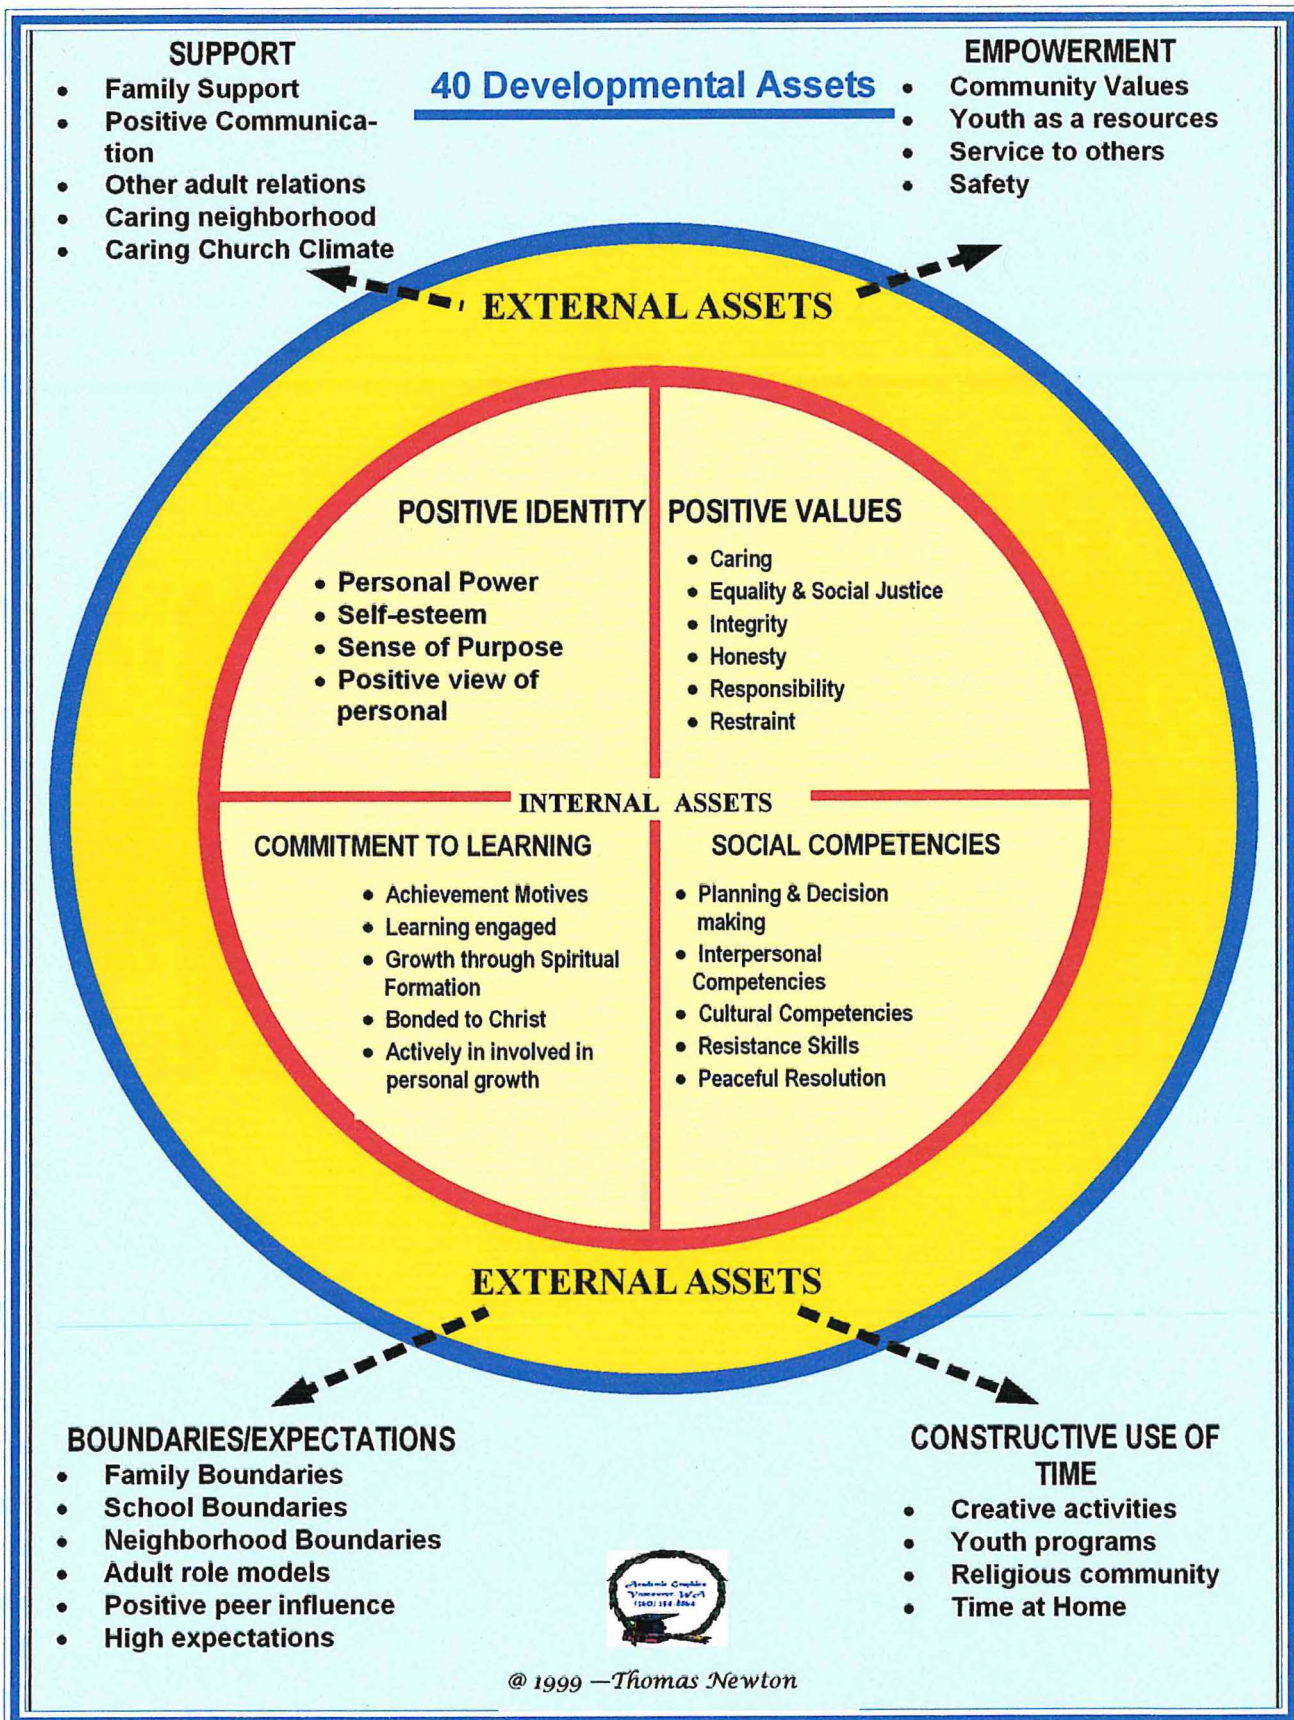 40 Developmental Assets
SUPPORT
• Family Support
• Positive Communica-
tion
• Other adult relations
• Caring neighborhood
• Caring Church Climate
EMPOWERMENT
• Community Values
• Youth as a resources
• Service to others
• Safety
EXTERNAL ASSETS
POSITIVE IDENTITY
• Personal Power
• Self-esteem
• Sense of Purpose
• Positive view of
personal
POSITIVE VALUES
• Caring
• Equality & Social Justice
• Integrity
• Honesty
• Responsibility
• Restraint
INTERNAL ASSETS
COMMITMENT TO LEARNING
• Achievement Motives
• Learning engaged
• Growth through Spiritual
Formation
• Bonded to Christ
• Actively in involved in
personal growth
SOCIAL COMPETENCIES
• Planning & Decision
making
• Interpersonal
Competencies
• Cultural Competencies
• Resistance Skills
• Peaceful Resolution
EXTERNAL ASSETS
BOUNDARIES/EXPECTATIONS
• Family Boundaries
• School Boundaries
• Neighborhood Boundaries
• Adult role models
• Positive peer influence
• High expectations
CONSTRUCTIVE USE OF
TIME
• Creative activities
• Youth programs
• Religious community
• Time at Home
Academic Graphics
Vancouver WA
@ 1999 —Thomas Newton